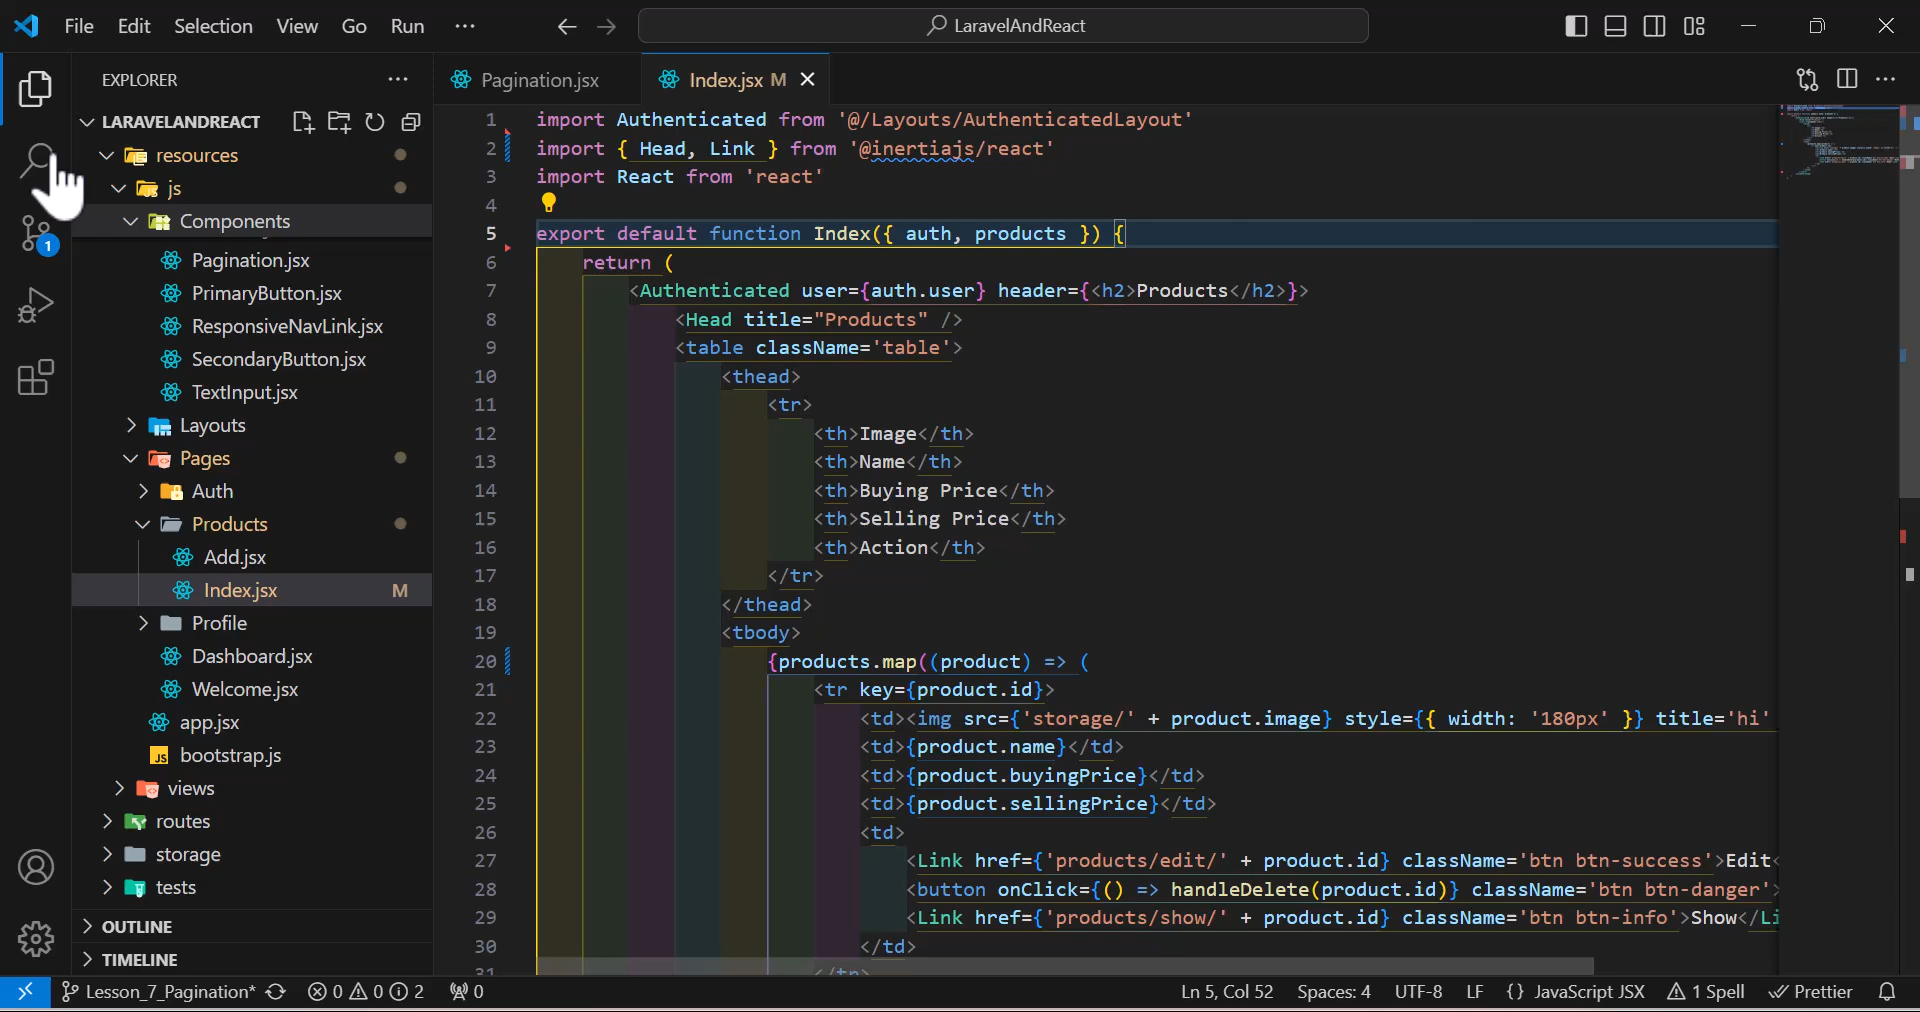 File Edit Selection View Go Run ··· LaravelAndReact
EXPLORER ···
LARAVELANDREACT
resources
js
Components
Pagination.jsx
PrimaryButton.jsx
ResponsiveNavLink.jsx
SecondaryButton.jsx
TextInput.jsx
Layouts
Pages
Auth
Products
Add.jsx
Index.jsx M
Profile
Dashboard.jsx
Welcome.jsx
app.jsx
JS bootstrap.js
views
routes
storage
tests
OUTLINE
TIMELINE
1
Pagination.jsx Index.jsx M
1 import Authenticated from '@/Layouts/AuthenticatedLayout'
2 import { Head, Link } from '@inertiajs/react'
3 import React from 'react'
4
5 export default function Index({ auth, products }) {
6 return (
7 <Authenticated user={auth.user} header={<h2>Products</h2>}>
8 <Head title="Products" />
9 <table className='table'>
10 <thead>
11 <tr>
12 <th>Image</th>
13 <th>Name</th>
14 <th>Buying Price</th>
15 <th>Selling Price</th>
16 <th>Action</th>
17 </tr>
18 </thead>
19 <tbody>
20 {products.map((product) => (
21 <tr key={product.id}>
22 <td><img src={'storage/' + product.image} style={{ width: '180px' }} title='hi'
23 <td>{product.name}</td>
24 <td>{product.buyingPrice}</td>
25 <td>{product.sellingPrice}</td>
26 <td>
27 <Link href={'products/edit/' + product.id} className='btn btn-success'>Edit<
28 <button onClick={() => handleDelete(product.id)} className='btn btn-danger'>
29 <Link href={'products/show/' + product.id} className='btn btn-info'>Show</Li
30 </td>
31 </tr>
Lesson_7_Pagination* 0 0 2 0 Ln 5, Col 52 Spaces: 4 UTF-8 LF {} JavaScript JSX 1 Spell Prettier